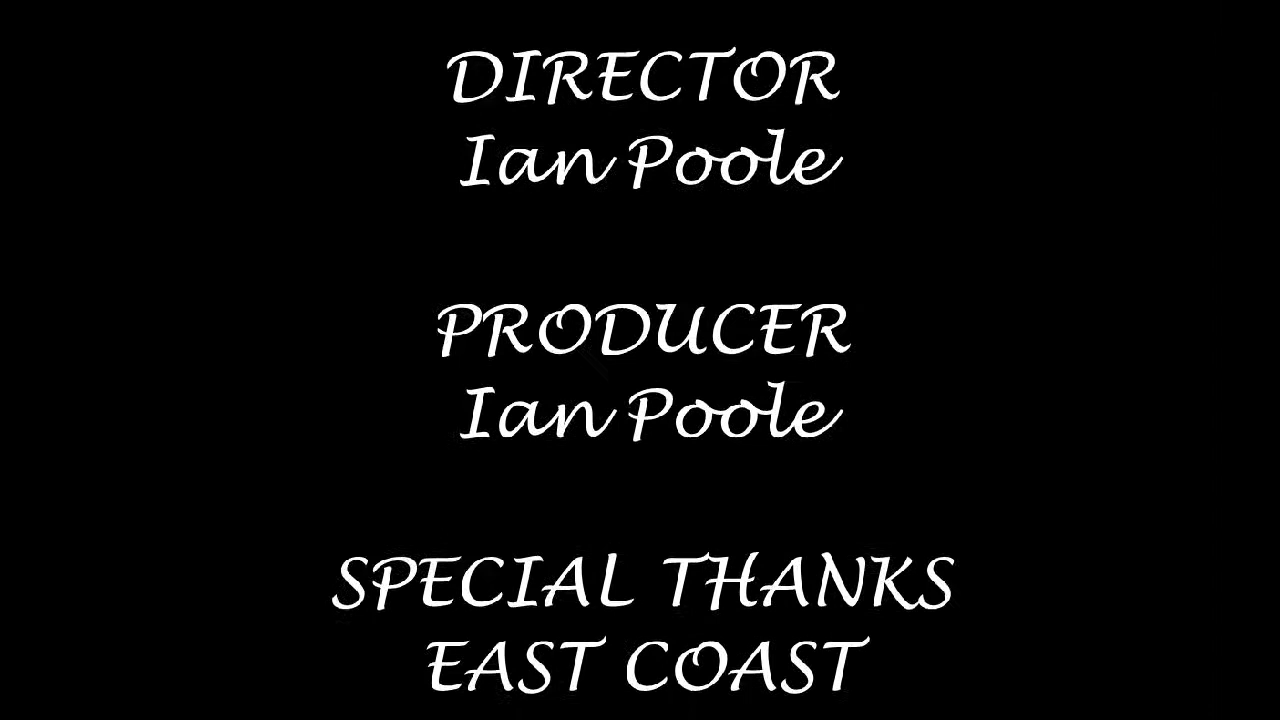 DIRECTOR
Ian Poole
PRODUCER
Ian Poole
SPECIAL THANKS
EAST COAST